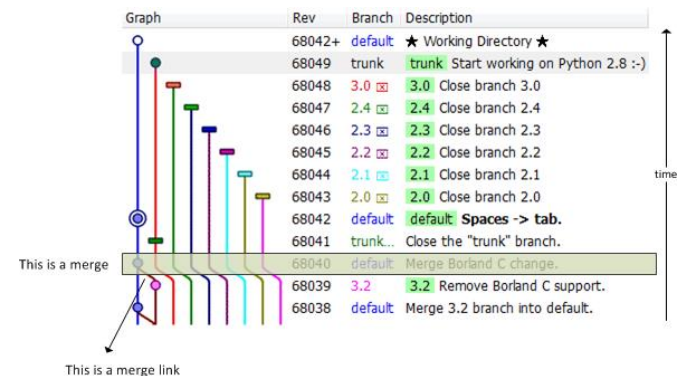 Graph Rev Branch Description
68042+ default ★ Working Directory ★
68049 trunk trunk Start working on Python 2.8 :-)
68048 3.0 3.0 Close branch 3.0
68047 2.4 2.4 Close branch 2.4
68046 2.3 2.3 Close branch 2.3
68045 2.2 2.2 Close branch 2.2
68044 2.1 2.1 Close branch 2.1
time
68043 2.0 2.0 Close branch 2.0
68042 default default Spaces -> tab.
68041 trunk... Close the "trunk" branch.
This is a merge 68040 default Merge Borland C change.
68039 3.2 3.2 Remove Borland C support.
68038 default Merge 3.2 branch into default.
This is a merge link